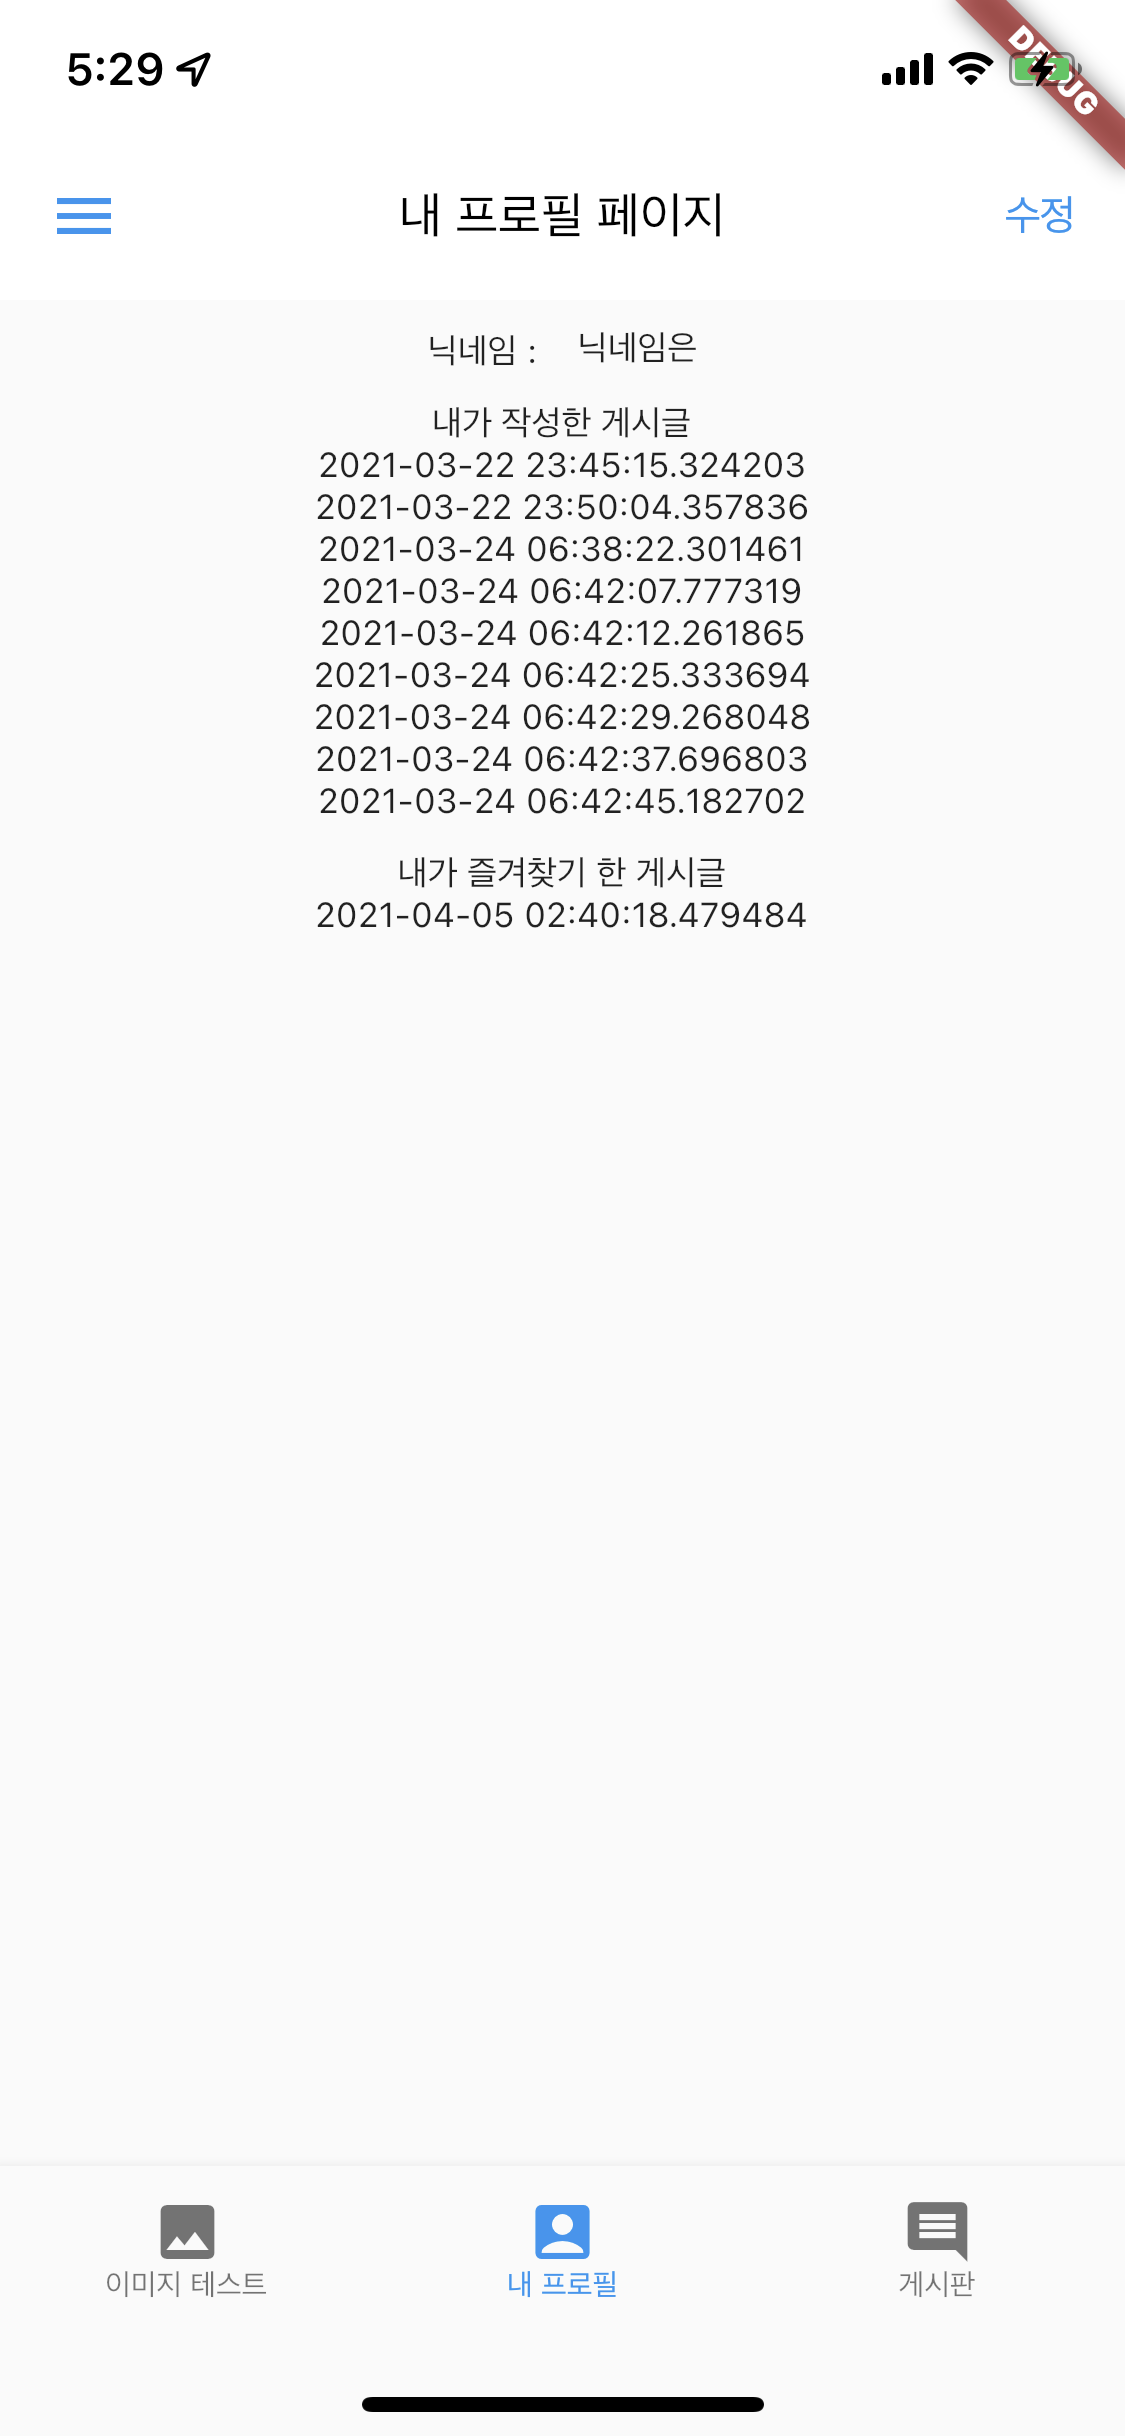 5:29
DEBUG
내 프로필 페이지
수정
닉네임 : 닉네임은
내가 작성한 게시글
2021-03-22 23:45:15.324203
2021-03-22 23:50:04.357836
2021-03-24 06:38:22.301461
2021-03-24 06:42:07.777319
2021-03-24 06:42:12.261865
2021-03-24 06:42:25.333694
2021-03-24 06:42:29.268048
2021-03-24 06:42:37.696803
2021-03-24 06:42:45.182702
내가 즐겨찾기 한 게시글
2021-04-05 02:40:18.479484
이미지 테스트
내 프로필
게시판